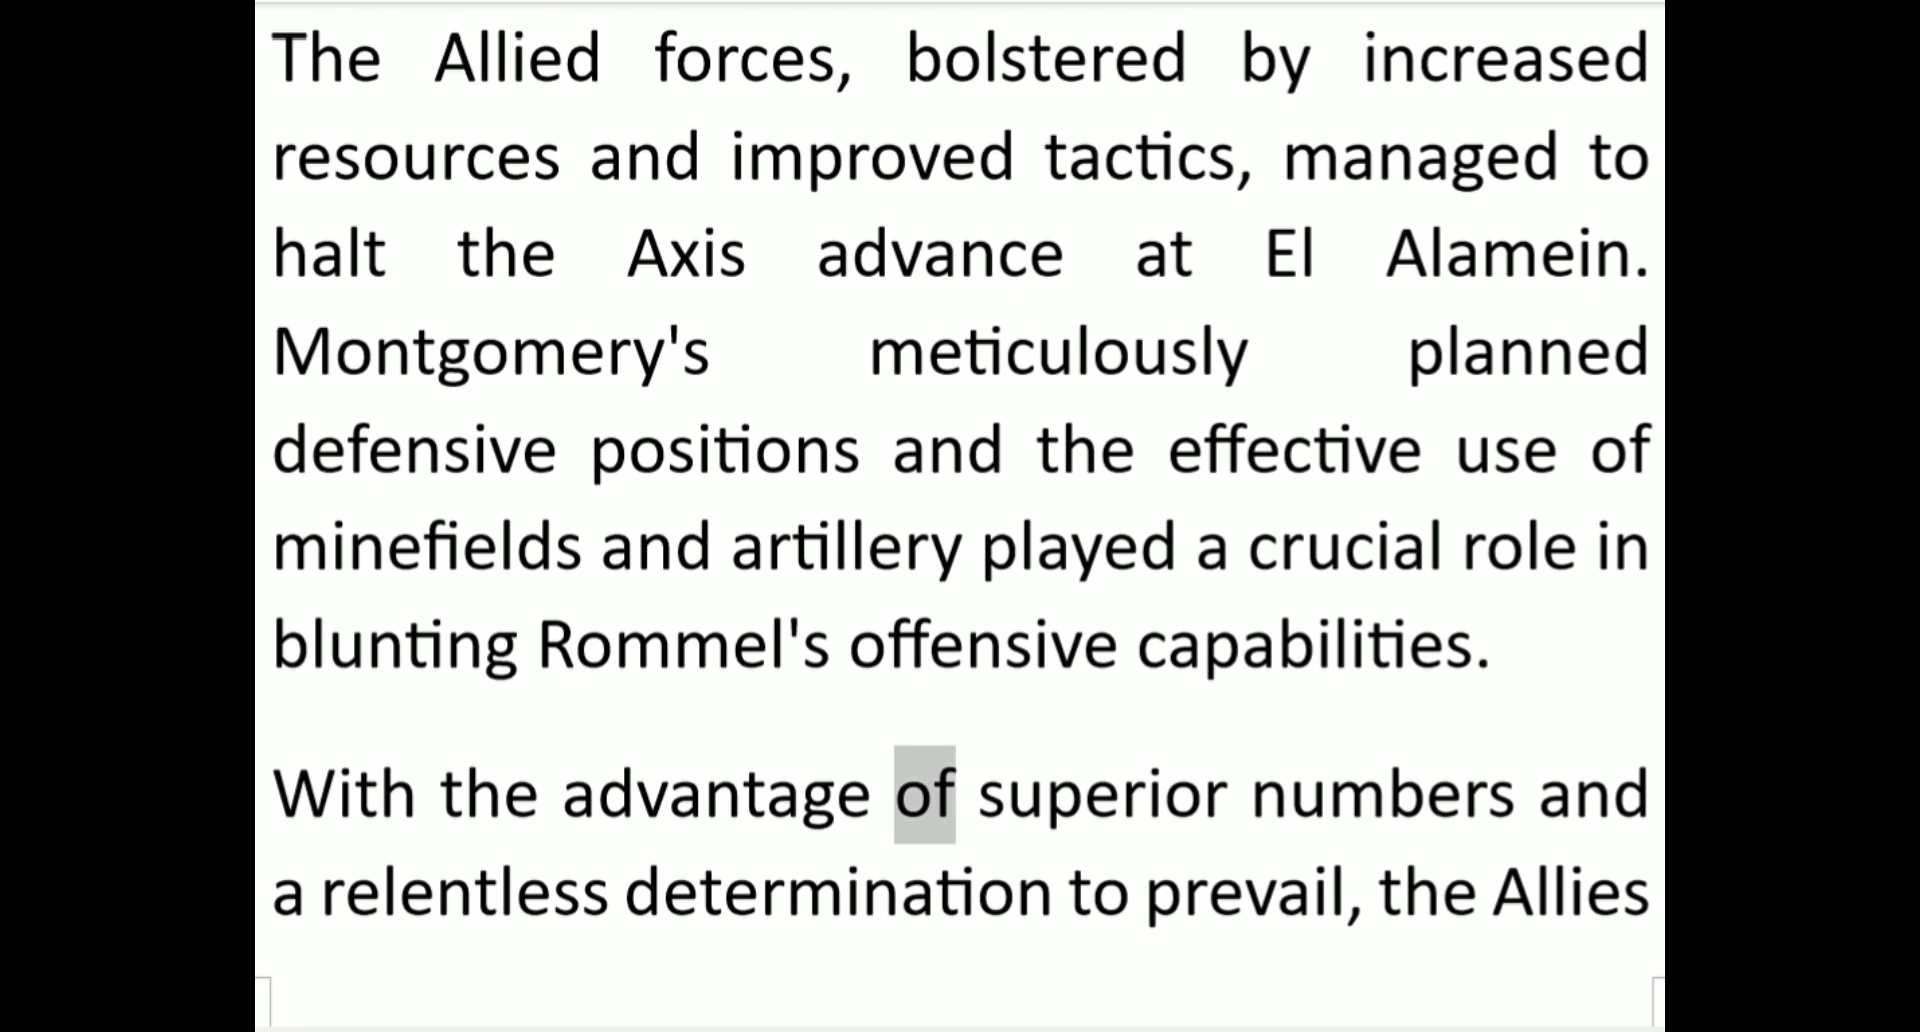 The Allied forces, bolstered by increased
resources and improved tactics, managed to
halt the Axis advance at El Alamein.
Montgomery's meticulously planned
defensive positions and the effective use of
minefields and artillery played a crucial role in
blunting Rommel's offensive capabilities.
With the advantage of superior numbers and
a relentless determination to prevail, the Allies